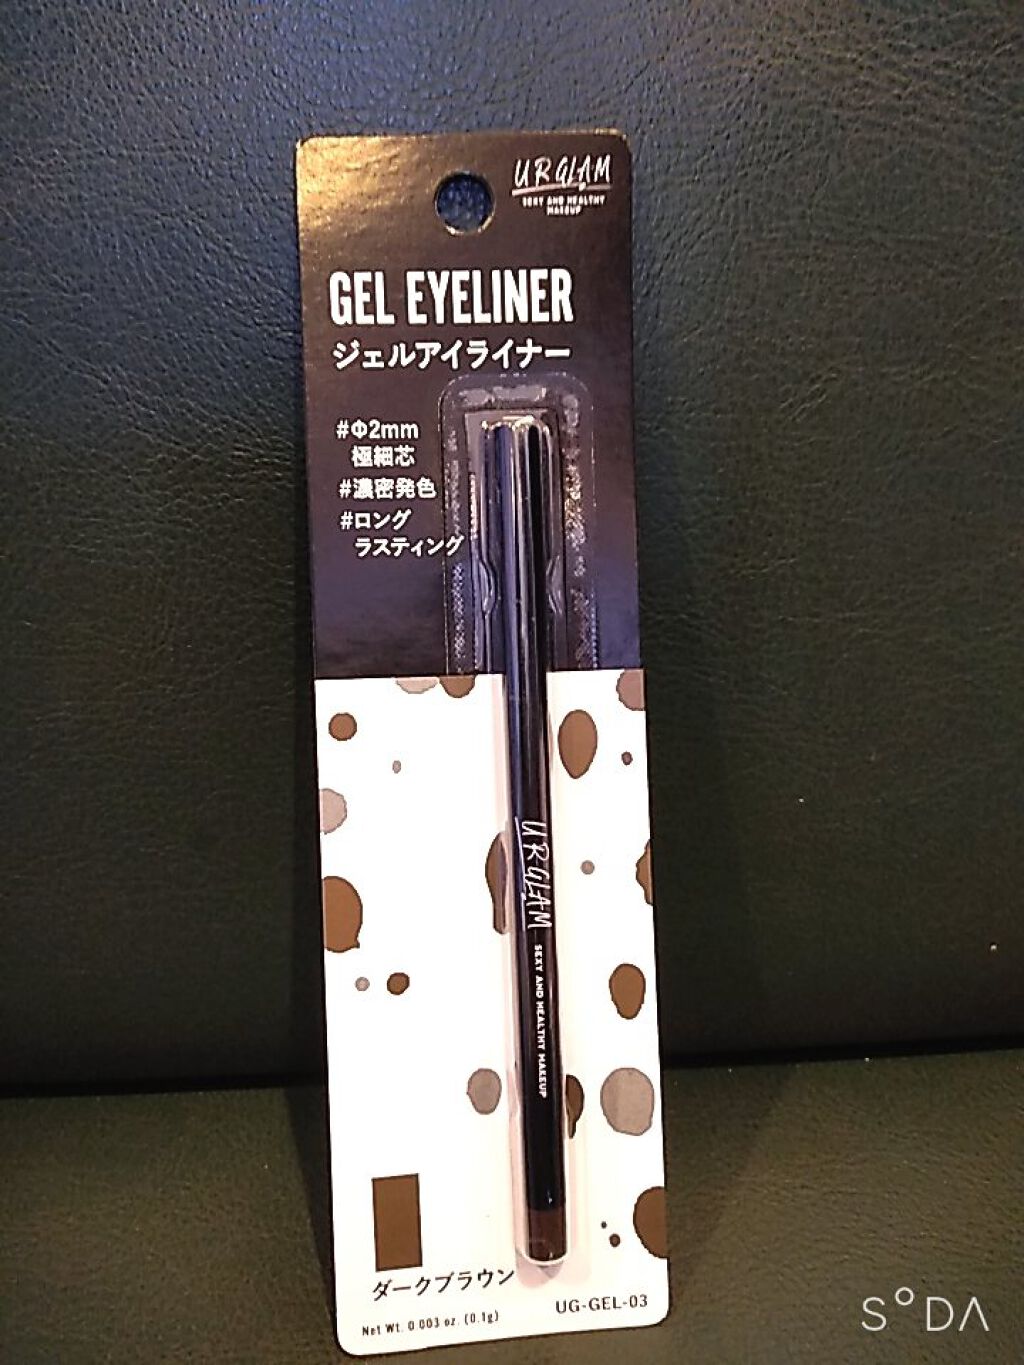 URGLAM
SEXY AND HEALTHY
MAKEUP
GEL EYELINER
ジェルアイライナー
#Φ2mm
極細芯
#濃密発色
#ロング
ラスティング
URGLAM
SEXY AND HEALTHY MAKEUP
ダークブラウン
Net Wt. 0.003 oz. (0.1g)
UG-GEL-03
SODA